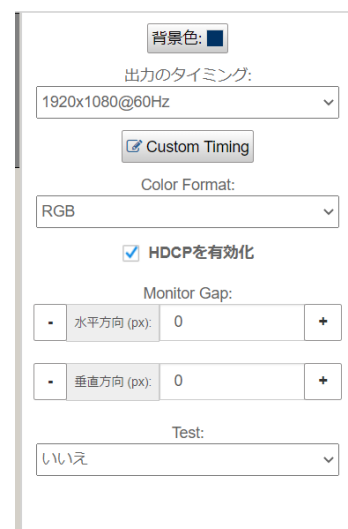 背景色:
出力のタイミング:
1920x1080@60Hz
Custom Timing
Color Format:
RGB
HDCPを有効化
Monitor Gap:
- 水平方向 (px): 0 +
- 垂直方向 (px): 0 +
Test:
いいえ